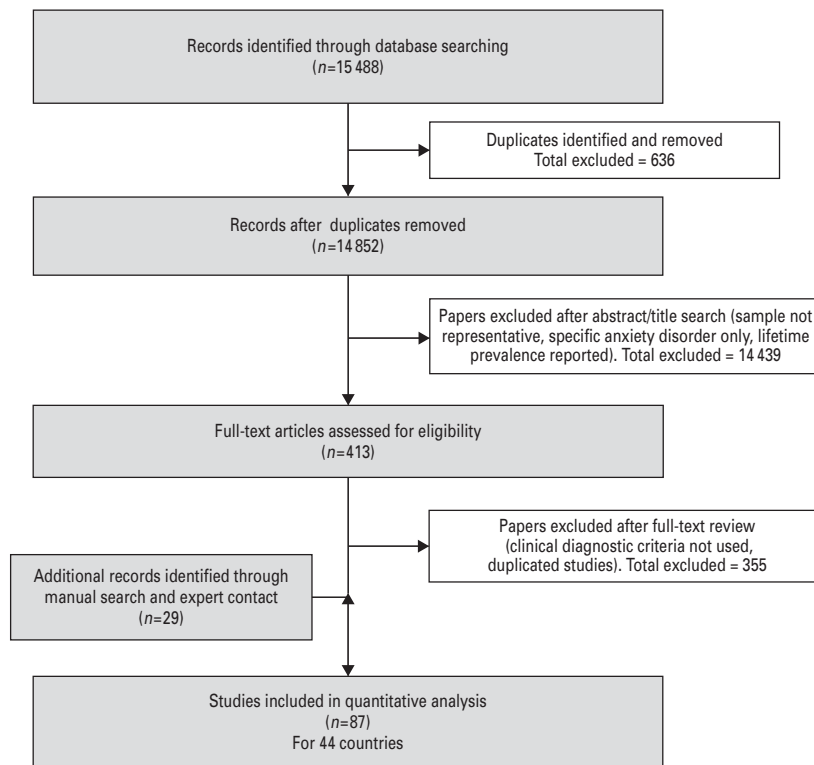 Records identified through database searching
(n=15 488)
Duplicates identified and removed
Total excluded = 636
Records after duplicates removed
(n=14 852)
Papers excluded after abstract/title search (sample not
representative, specific anxiety disorder only, lifetime
prevalence reported). Total excluded = 14 439
Full-text articles assessed for eligibility
(n=413)
Papers excluded after full-text review
(clinical diagnostic criteria not used,
duplicated studies). Total excluded = 355
Additional records identified through
manual search and expert contact
(n=29)
Studies included in quantitative analysis
(n=87)
For 44 countries